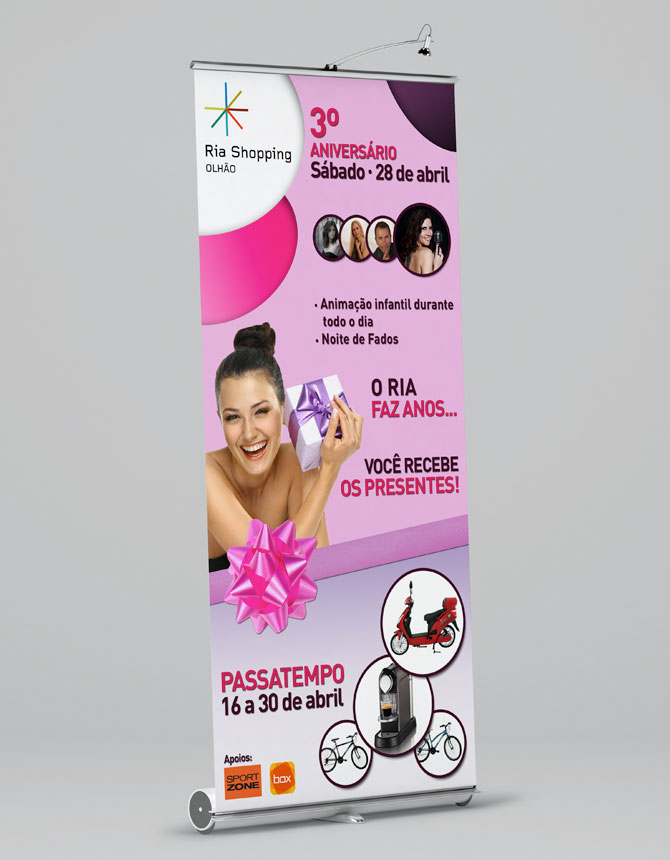 Ria Shopping
OLHÃO
3º
ANIVERSÁRIO
Sábado · 28 de abril
• Animação infantil durante
todo o dia
• Noite de Fados
O RIA
FAZ ANOS...
VOCÊ RECEBE
OS PRESENTES!
PASSATEMPO
16 a 30 de abril
Apoios:
SPORT
ZONE
box